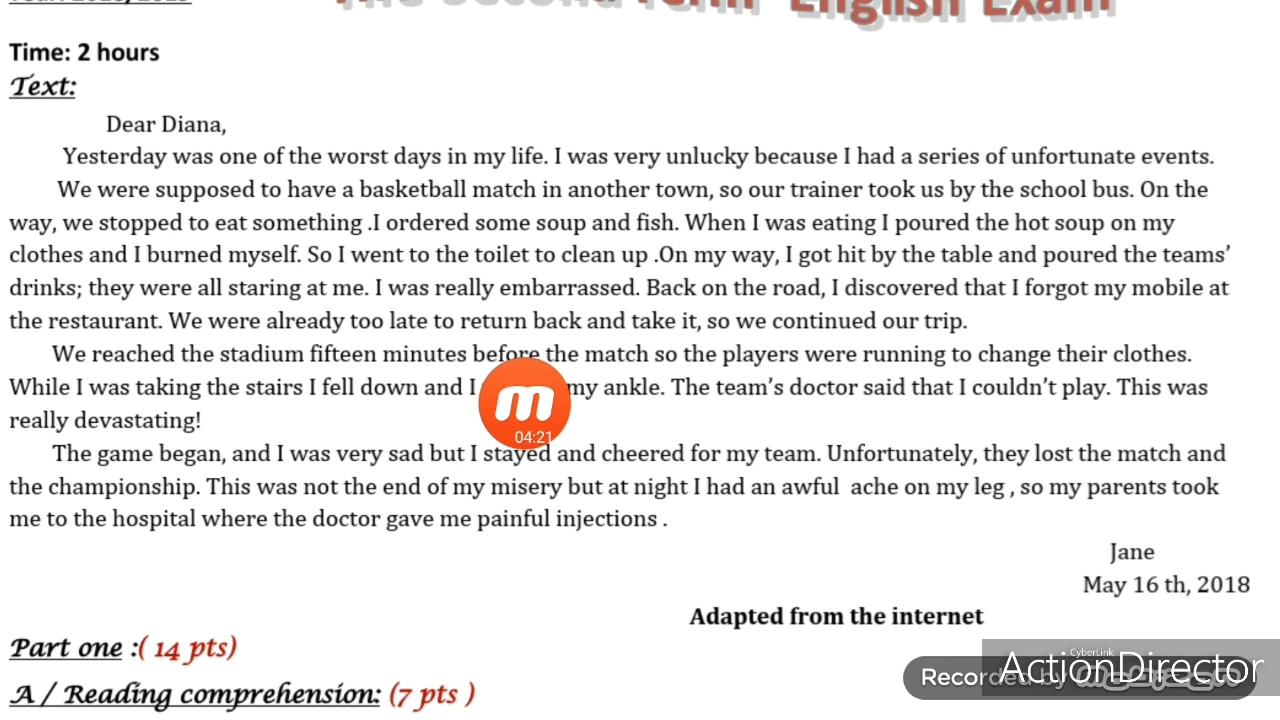 Second Term English Exam
Time: 2 hours
Text:
Dear Diana,
Yesterday was one of the worst days in my life. I was very unlucky because I had a series of unfortunate events.
We were supposed to have a basketball match in another town, so our trainer took us by the school bus. On the
way, we stopped to eat something .I ordered some soup and fish. When I was eating I poured the hot soup on my
clothes and I burned myself. So I went to the toilet to clean up .On my way, I got hit by the table and poured the teams’
drinks; they were all staring at me. I was really embarrassed. Back on the road, I discovered that I forgot my mobile at
the restaurant. We were already too late to return back and take it, so we continued our trip.
We reached the stadium fifteen minutes before the match so the players were running to change their clothes.
While I was taking the stairs I fell down and I my ankle. The team’s doctor said that I couldn’t play. This was
really devastating!
04:21
The game began, and I was very sad but I stayed and cheered for my team. Unfortunately, they lost the match and
the championship. This was not the end of my misery but at night I had an awful ache on my leg , so my parents took
me to the hospital where the doctor gave me painful injections .
Jane
May 16 th, 2018
Adapted from the internet
Part one :( 14 pts)
A / Reading comprehension: (7 pts )
CyberLink
ActionDirector
Recorded by